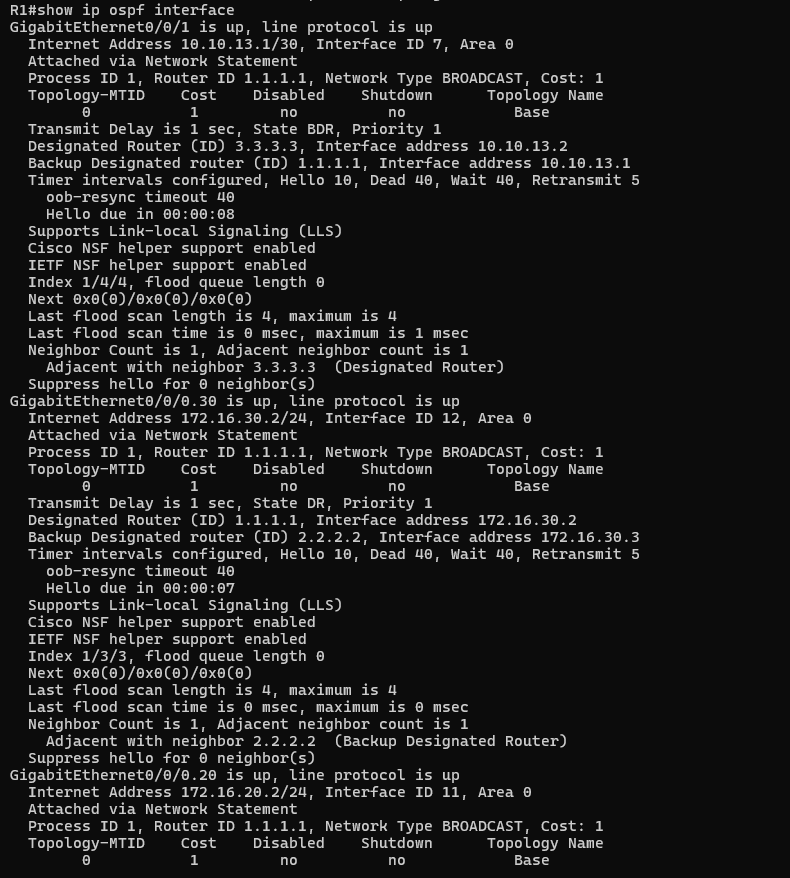 R1#show ip ospf interface
GigabitEthernet0/0/1 is up, line protocol is up
  Internet Address 10.10.13.1/30, Interface ID 7, Area 0
  Attached via Network Statement
  Process ID 1, Router ID 1.1.1.1, Network Type BROADCAST, Cost: 1
  Topology-MTID    Cost    Disabled    Shutdown      Topology Name
        0           1         no          no            Base
  Transmit Delay is 1 sec, State BDR, Priority 1
  Designated Router (ID) 3.3.3.3, Interface address 10.10.13.2
  Backup Designated router (ID) 1.1.1.1, Interface address 10.10.13.1
  Timer intervals configured, Hello 10, Dead 40, Wait 40, Retransmit 5
    oob-resync timeout 40
    Hello due in 00:00:08
  Supports Link-local Signaling (LLS)
  Cisco NSF helper support enabled
  IETF NSF helper support enabled
  Index 1/4/4, flood queue length 0
  Next 0x0(0)/0x0(0)/0x0(0)
  Last flood scan length is 4, maximum is 4
  Last flood scan time is 0 msec, maximum is 1 msec
  Neighbor Count is 1, Adjacent neighbor count is 1
    Adjacent with neighbor 3.3.3.3  (Designated Router)
  Suppress hello for 0 neighbor(s)
GigabitEthernet0/0/0.30 is up, line protocol is up
  Internet Address 172.16.30.2/24, Interface ID 12, Area 0
  Attached via Network Statement
  Process ID 1, Router ID 1.1.1.1, Network Type BROADCAST, Cost: 1
  Topology-MTID    Cost    Disabled    Shutdown      Topology Name
        0           1         no          no            Base
  Transmit Delay is 1 sec, State DR, Priority 1
  Designated Router (ID) 1.1.1.1, Interface address 172.16.30.2
  Backup Designated router (ID) 2.2.2.2, Interface address 172.16.30.3
  Timer intervals configured, Hello 10, Dead 40, Wait 40, Retransmit 5
    oob-resync timeout 40
    Hello due in 00:00:07
  Supports Link-local Signaling (LLS)
  Cisco NSF helper support enabled
  IETF NSF helper support enabled
  Index 1/3/3, flood queue length 0
  Next 0x0(0)/0x0(0)/0x0(0)
  Last flood scan length is 4, maximum is 4
  Last flood scan time is 0 msec, maximum is 0 msec
  Neighbor Count is 1, Adjacent neighbor count is 1
    Adjacent with neighbor 2.2.2.2  (Backup Designated Router)
  Suppress hello for 0 neighbor(s)
GigabitEthernet0/0/0.20 is up, line protocol is up
  Internet Address 172.16.20.2/24, Interface ID 11, Area 0
  Attached via Network Statement
  Process ID 1, Router ID 1.1.1.1, Network Type BROADCAST, Cost: 1
  Topology-MTID    Cost    Disabled    Shutdown      Topology Name
        0           1         no          no            Base